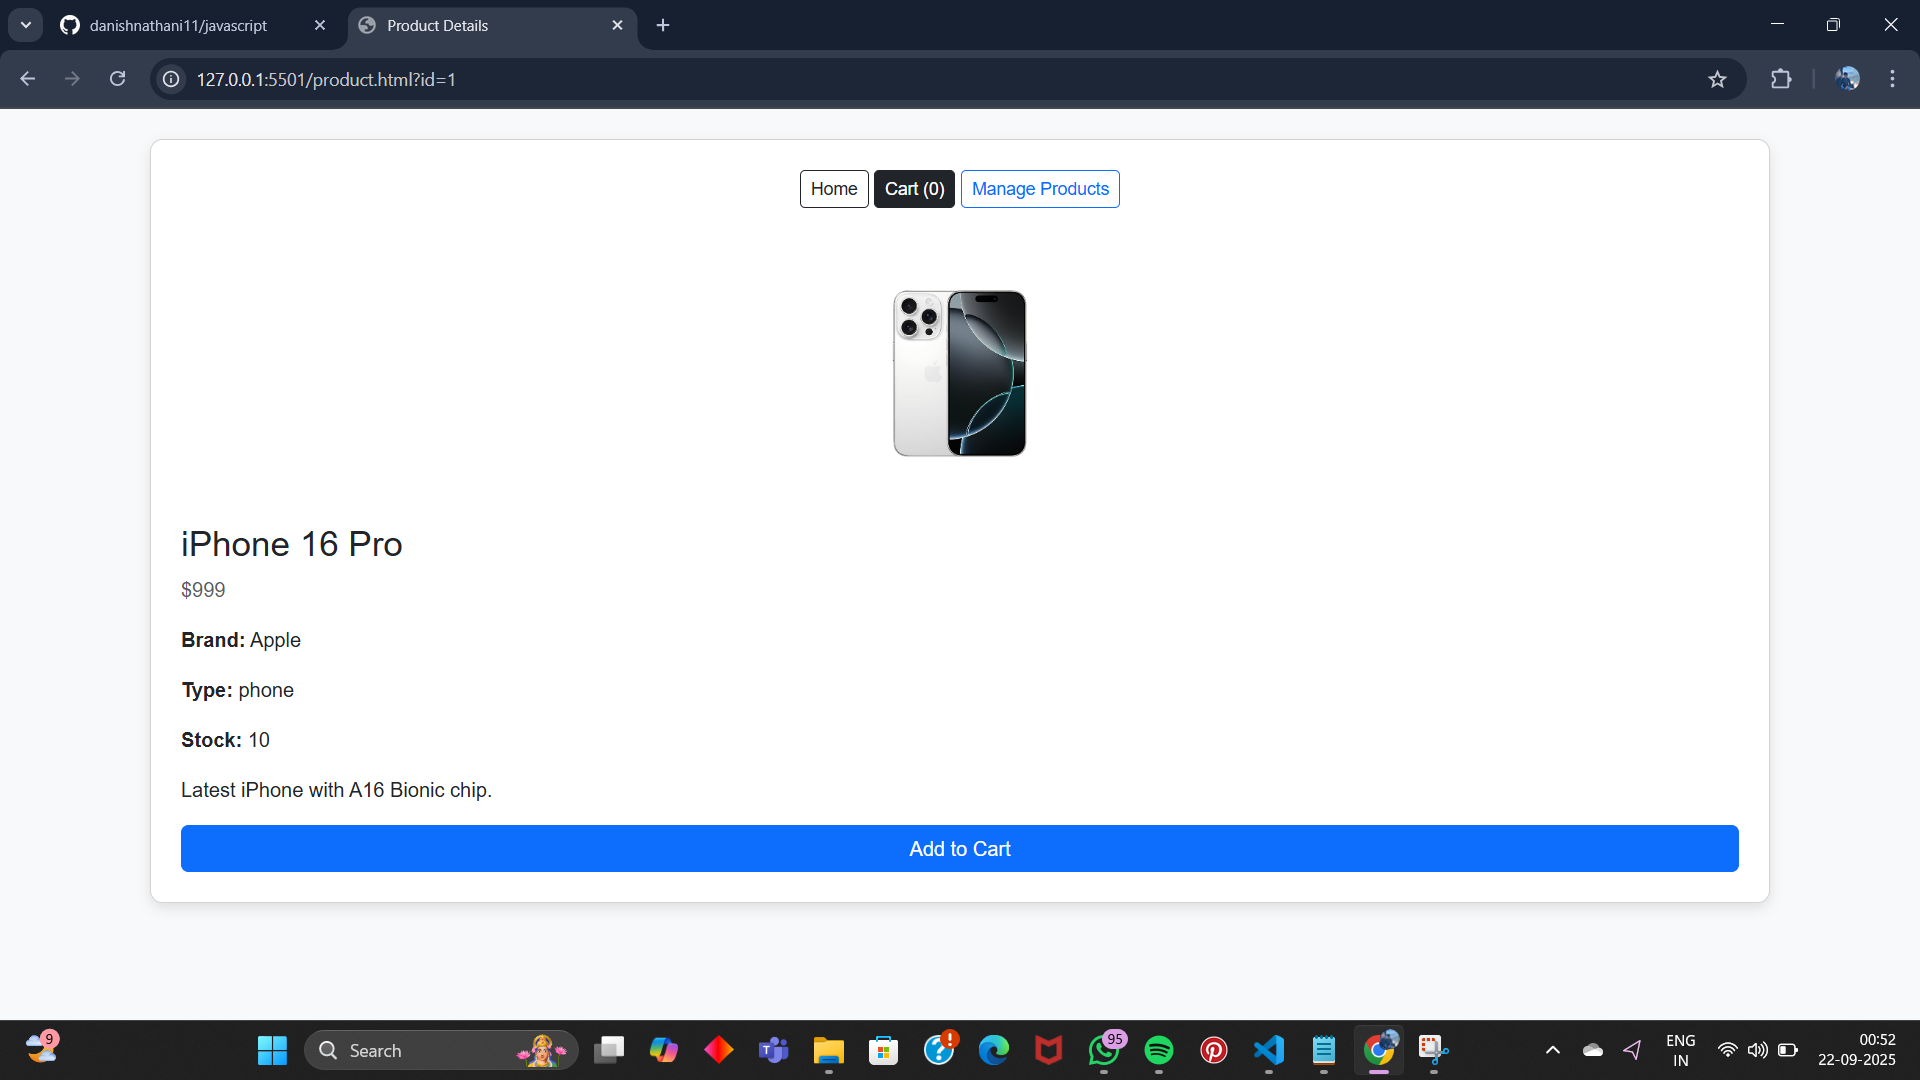 danishnathani11/javascript
Product Details
127.0.0.1:5501/product.html?id=1
Home
Cart (0)
Manage Products
iPhone 16 Pro
$999
Brand: Apple
Type: phone
Stock: 10
Latest iPhone with A16 Bionic chip.
Add to Cart
9
Search
95
ENG
IN
00:52
22-09-2025